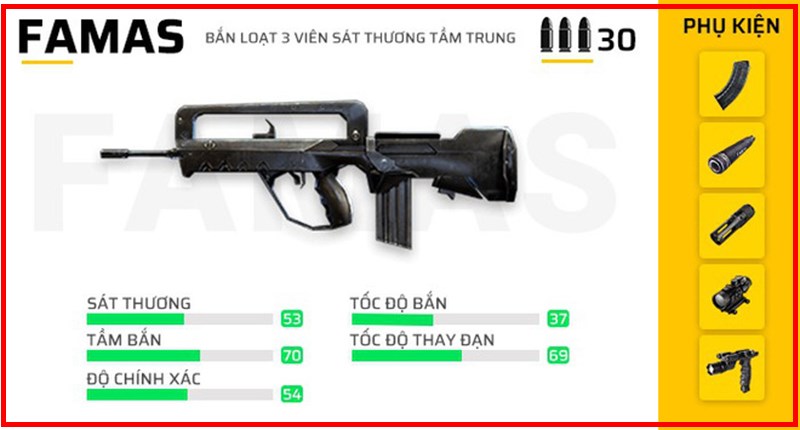 FAMAS
BẮN LOẠT 3 VIÊN SÁT THƯƠNG TẦM TRUNG
30
PHỤ KIỆN
FAMAS
SÁT THƯƠNG
53
TẦM BẮN
70
ĐỘ CHÍNH XÁC
54
TỐC ĐỘ BẮN
37
TỐC ĐỘ THAY ĐẠN
69